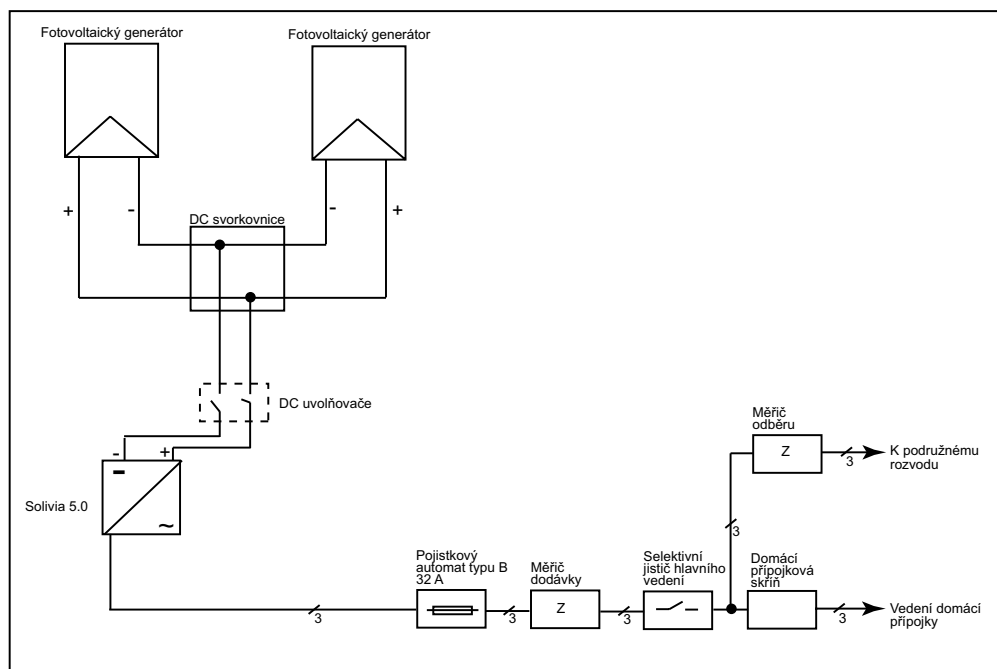 Fotovoltaický generátor
Fotovoltaický generátor
+
-
-
+
DC svorkovnice
DC uvolňovače
-
+
Solivia 5.0
~
Měřič
odběru
Z
3
K podružnému
rozvodu
3
Pojistkový
automat typu B
32 A
Měřič
dodávky
Z
Selektivní
jistič hlavního
vedení
Domácí
přípojková
skříň
3
3
3
3
Vedení domácí
přípojky